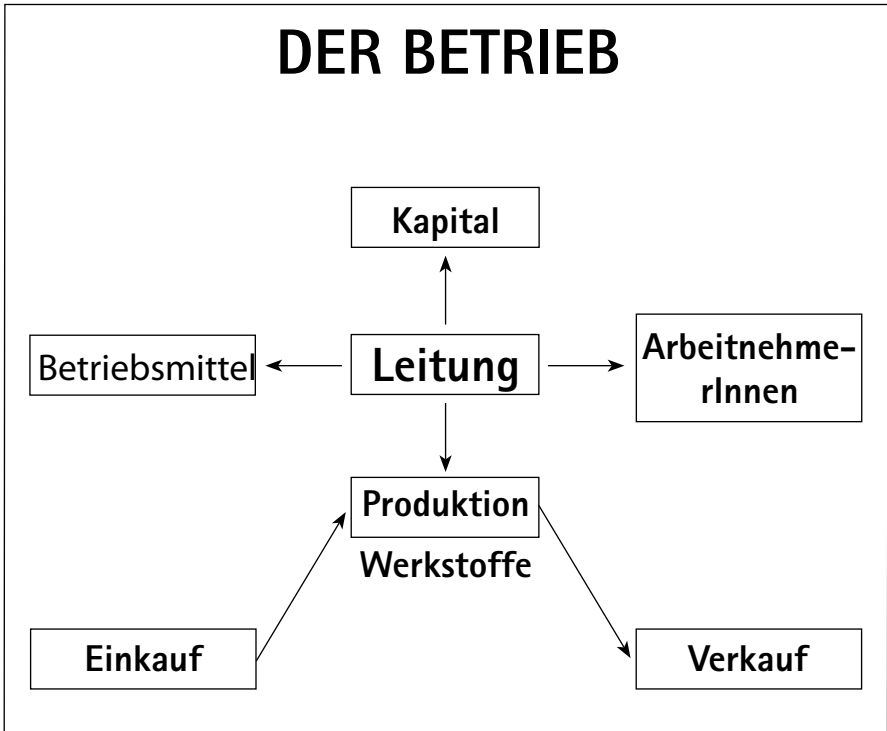 DER BETRIEB
Kapital
Betriebsmittel
Leitung
Arbeitnehme-
rInnen
Produktion
Werkstoffe
Einkauf
Verkauf